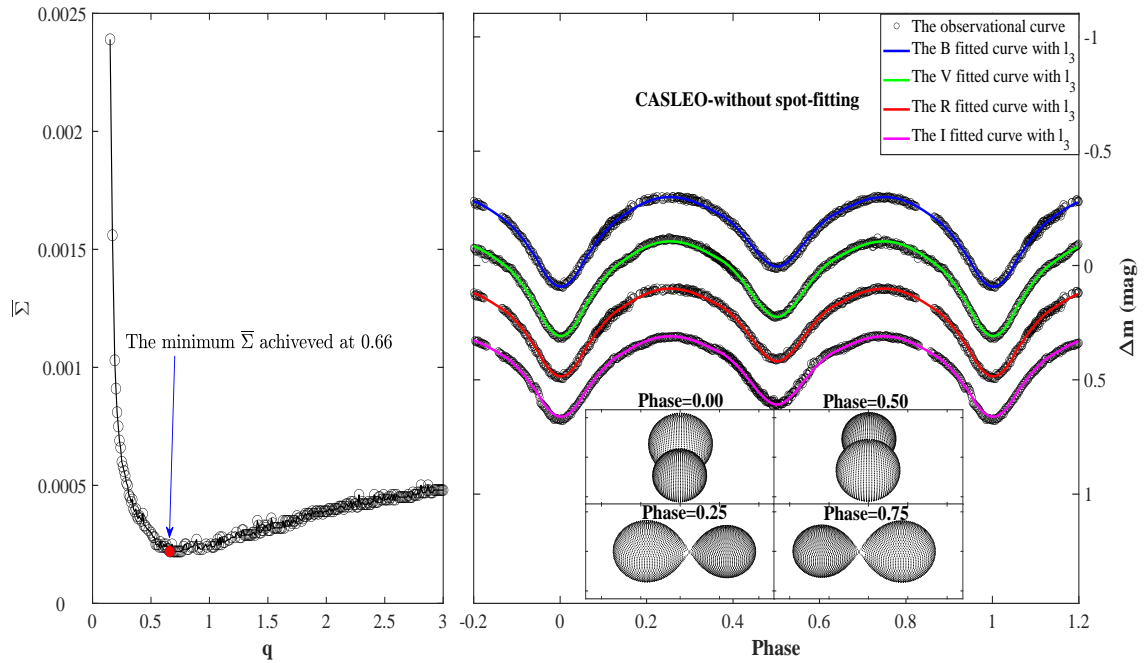 0.0025
0.002
0.0015
0.001
0.0005
0
Σ
The minimum Σ achiveved at 0.66
0 0.5 1 1.5 2 2.5 3
q
The observational curve
The B fitted curve with l3
The V fitted curve with l3
The R fitted curve with l3
The I fitted curve with l3
CASLEO-without spot-fitting
-1
-0.5
0
0.5
1
Δm (mag)
Phase=0.00 Phase=0.50
Phase=0.25 Phase=0.75
-0.2 0 0.2 0.4 0.6 0.8 1 1.2
Phase